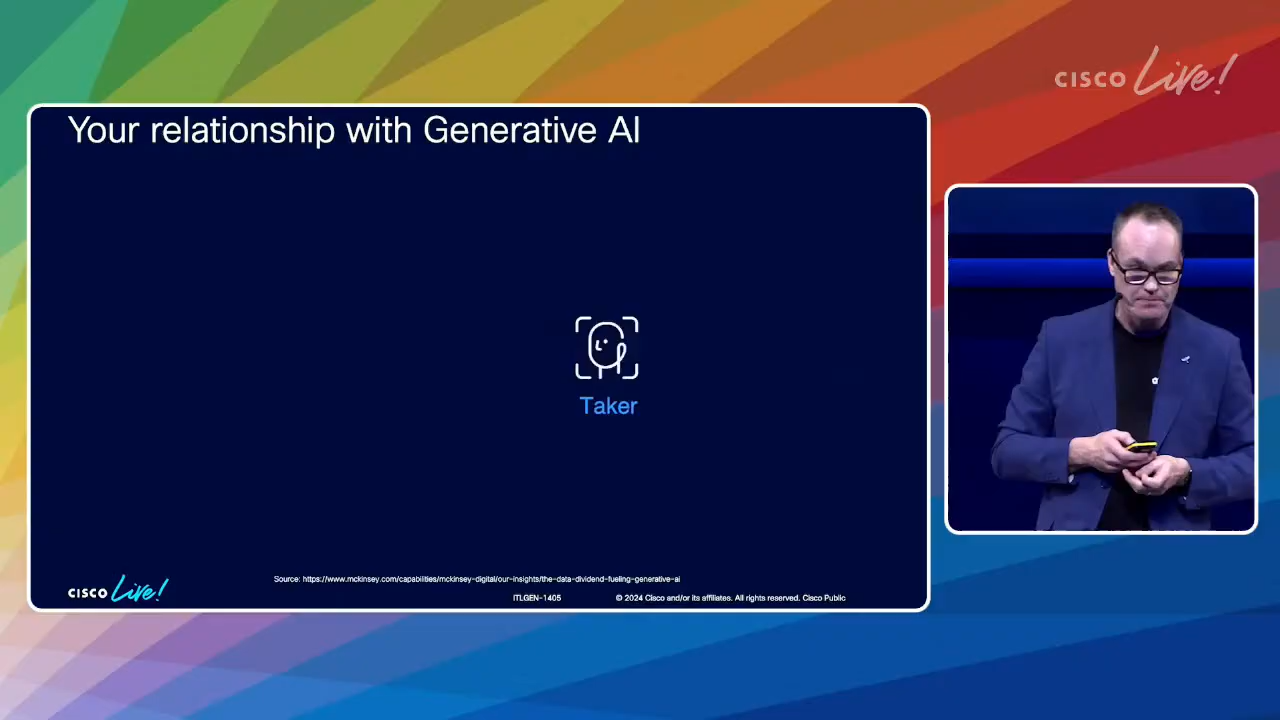 CISCO Live!
Your relationship with Generative AI
Taker
Source: https://www.mckinsey.com/capabilities/mckinsey-digital/our-insights/the-data-dividend-fueling-generative-ai
CISCO Live!
ITLGEN-1405
© 2024 Cisco and/or its affiliates. All rights reserved. Cisco Public